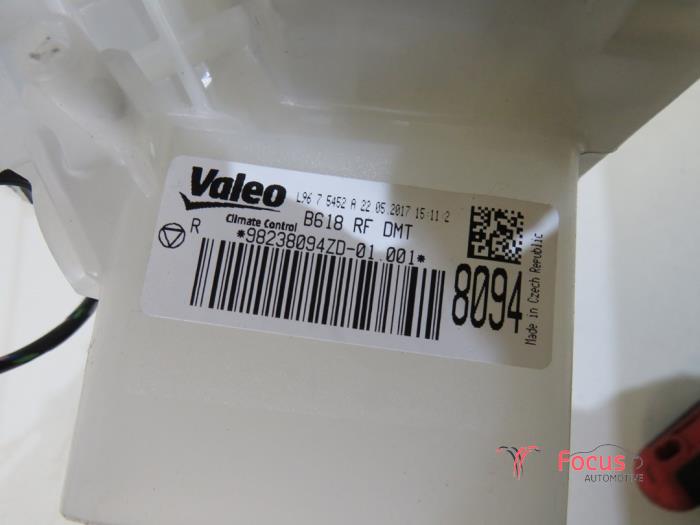 Valeo L96 7 5452 A 22.05.2017 15:11:2
Climate Control B618 RF DMT
R *98238094ZD-01.001*
8094
Made in Czech Republic
Focus
AUTOMOTIVE